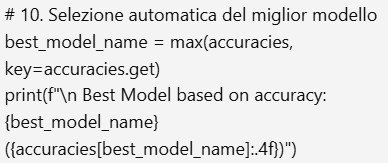 # 10. Selezione automatica del miglior modello
best_model_name = max(accuracies,
key=accuracies.get)
print(f"\n Best Model based on accuracy:
{best_model_name}
({accuracies[best_model_name]:.4f})")